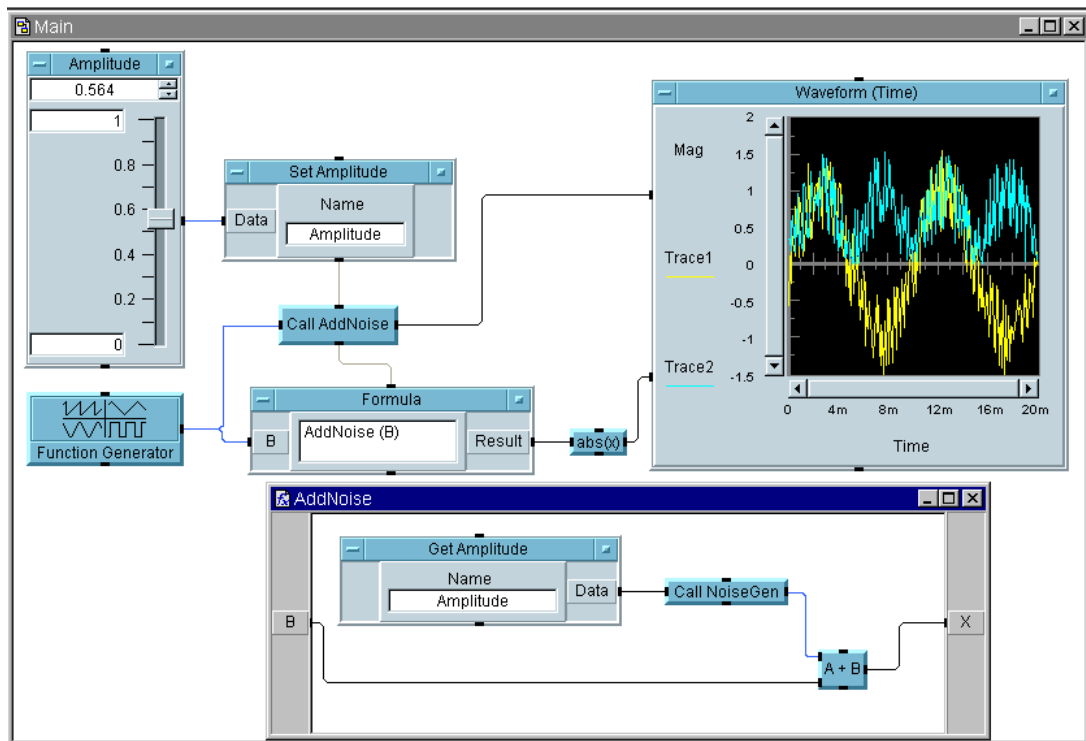 Main
Amplitude
0.564
1
0.8
0.6
0.4
0.2
0
Set Amplitude
Data
Name
Amplitude
Call AddNoise
Function Generator
Formula
B
AddNoise (B)
Result
abs(x)
Waveform (Time)
Mag
Trace1
Trace2
2
1.5
1
0.5
0
-0.5
-1
-1.5
0 4m 8m 12m 16m 20m
Time
AddNoise
B
Get Amplitude
Name
Amplitude
Data
Call NoiseGen
A + B
X